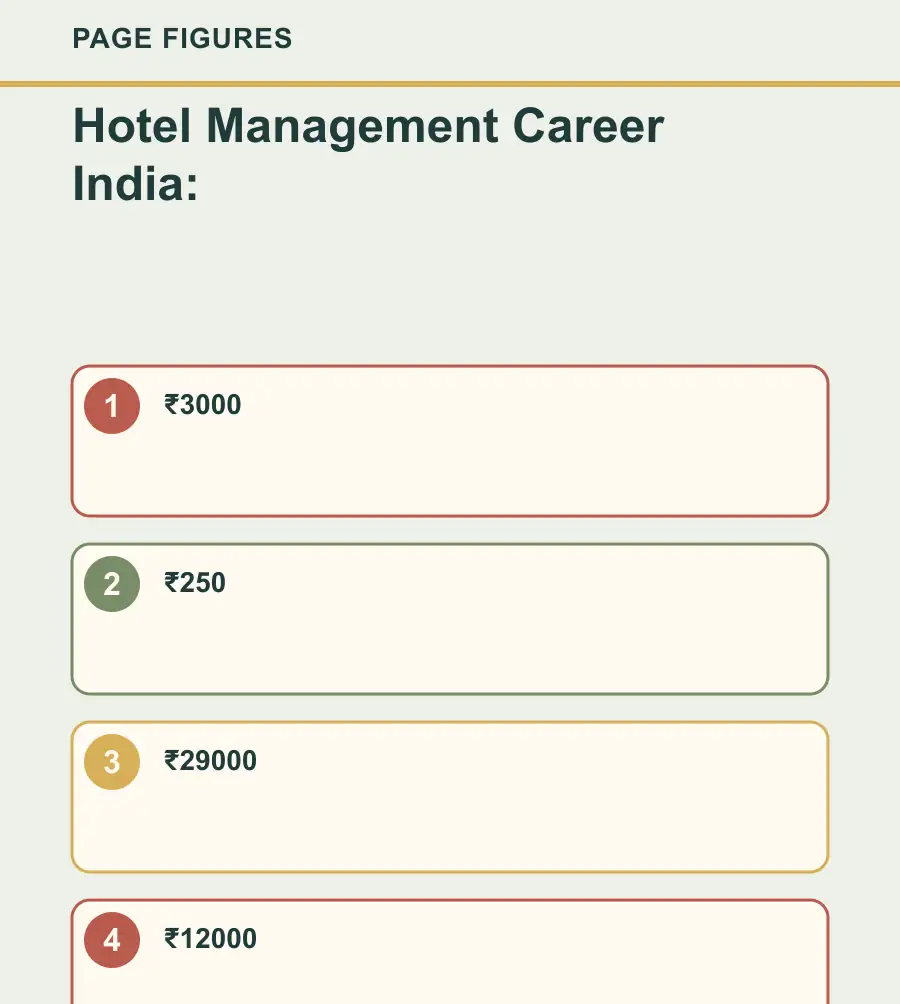 PAGE FIGURES
Hotel Management Career
India:
1
₹3000
2
₹250
3
₹29000
4
₹12000